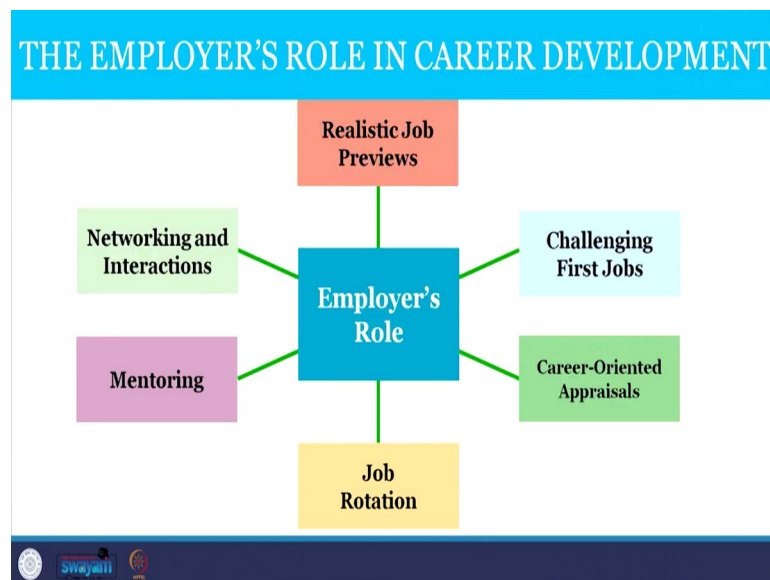 THE EMPLOYER'S ROLE IN CAREER DEVELOPMENT
Realistic Job
Previews
Networking and
Interactions
Challenging
First Jobs
Employer's
Role
Mentoring
Career-Oriented
Appraisals
Job
Rotation
swayam